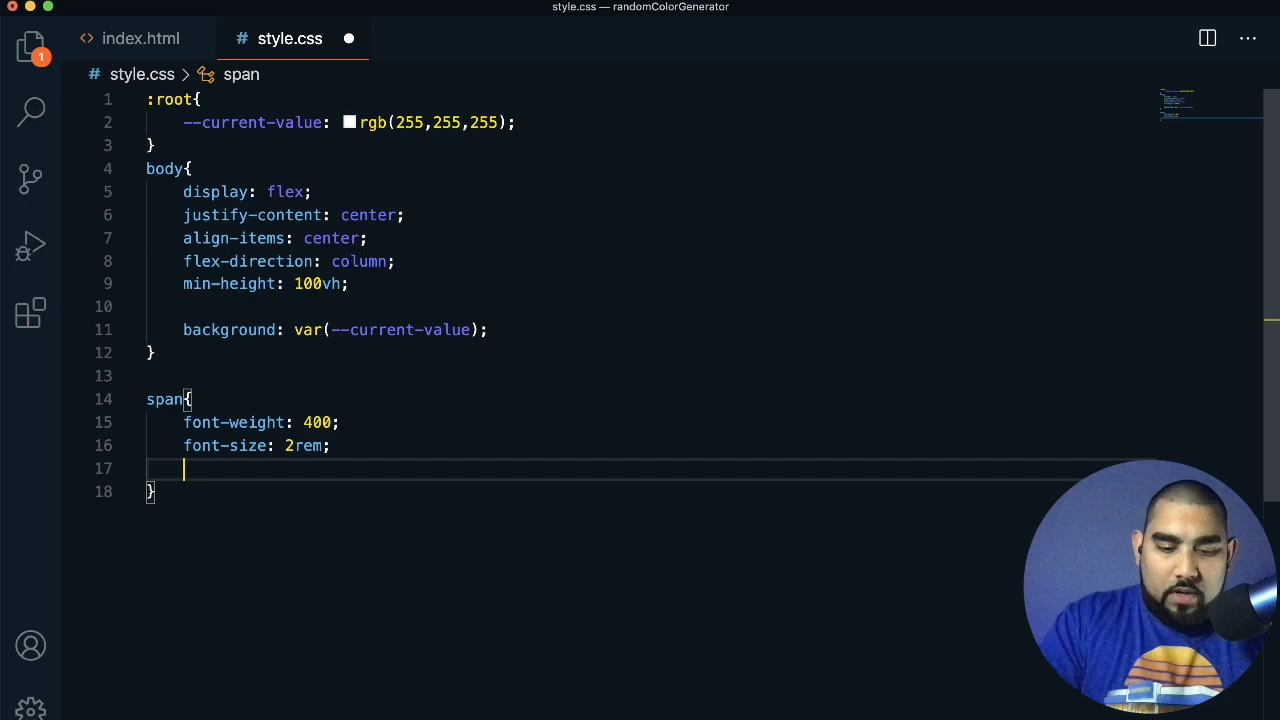 style.css — randomColorGenerator
1
index.html
# style.css
# style.css > span
1 :root{
2 --current-value: rgb(255,255,255);
3 }
4 body{
5 display: flex;
6 justify-content: center;
7 align-items: center;
8 flex-direction: column;
9 min-height: 100vh;
10
11 background: var(--current-value);
12 }
13
14 span{
15 font-weight: 400;
16 font-size: 2rem;
17
18 }